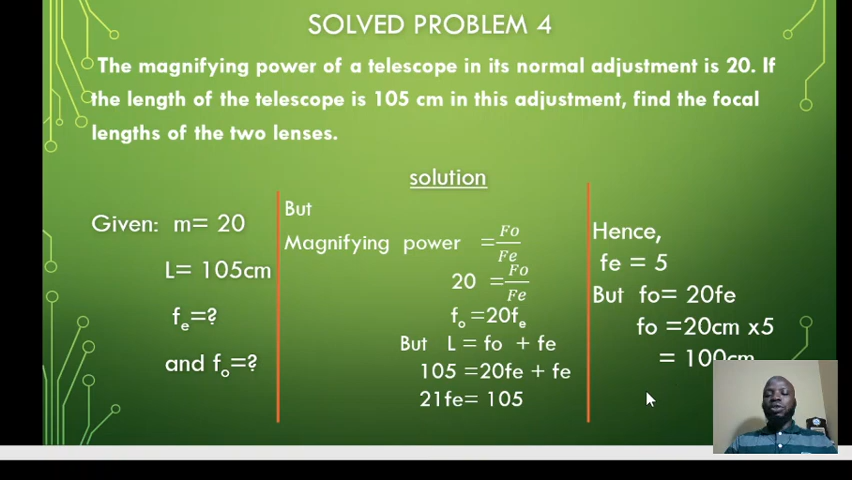 SOLVED PROBLEM 4
The magnifying power of a telescope in its normal adjustment is 20. If
the length of the telescope is 105 cm in this adjustment, find the focal
lengths of the two lenses.
solution
Given: m= 20
L= 105cm
fe=?
and fo=?
But
Magnifying power =Fo/Fe
20 =Fo/Fe
fo =20fe
But L = fo + fe
105 =20fe + fe
21fe= 105
Hence,
fe = 5
But fo= 20fe
fo =20cm x5
= 100cm